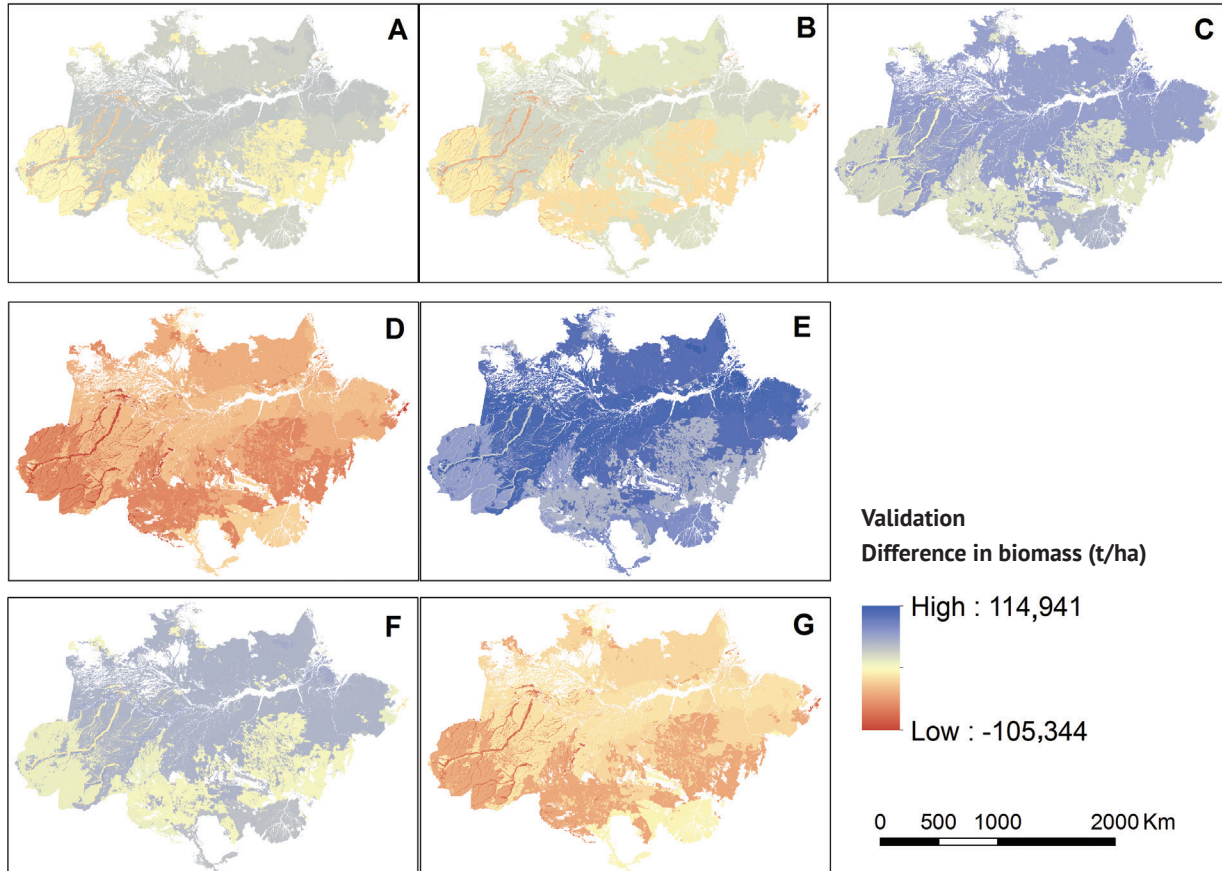 A
B
C
D
E
F
G
Validation
Difference in biomass (t/ha)
High : 114,941
Low : -105,344
0 500 1000 2000 Km